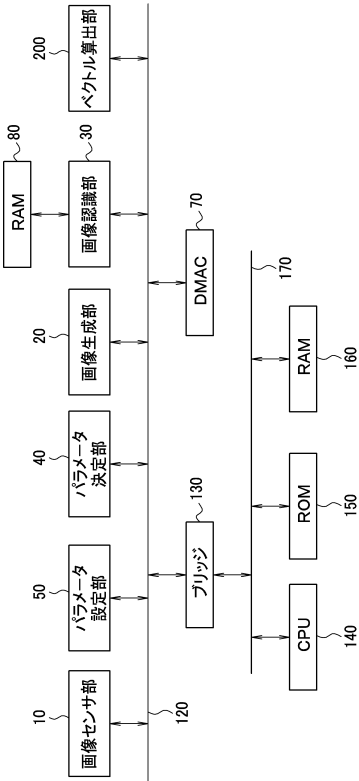 10
画像センサ部
50
パラメータ
設定部
40
パラメータ
決定部
20
画像生成部
80
RAM
30
画像認識部
200
ベクトル算出部
120
130
ブリッジ
70
DMAC
170
CPU
140
ROM
150
RAM
160